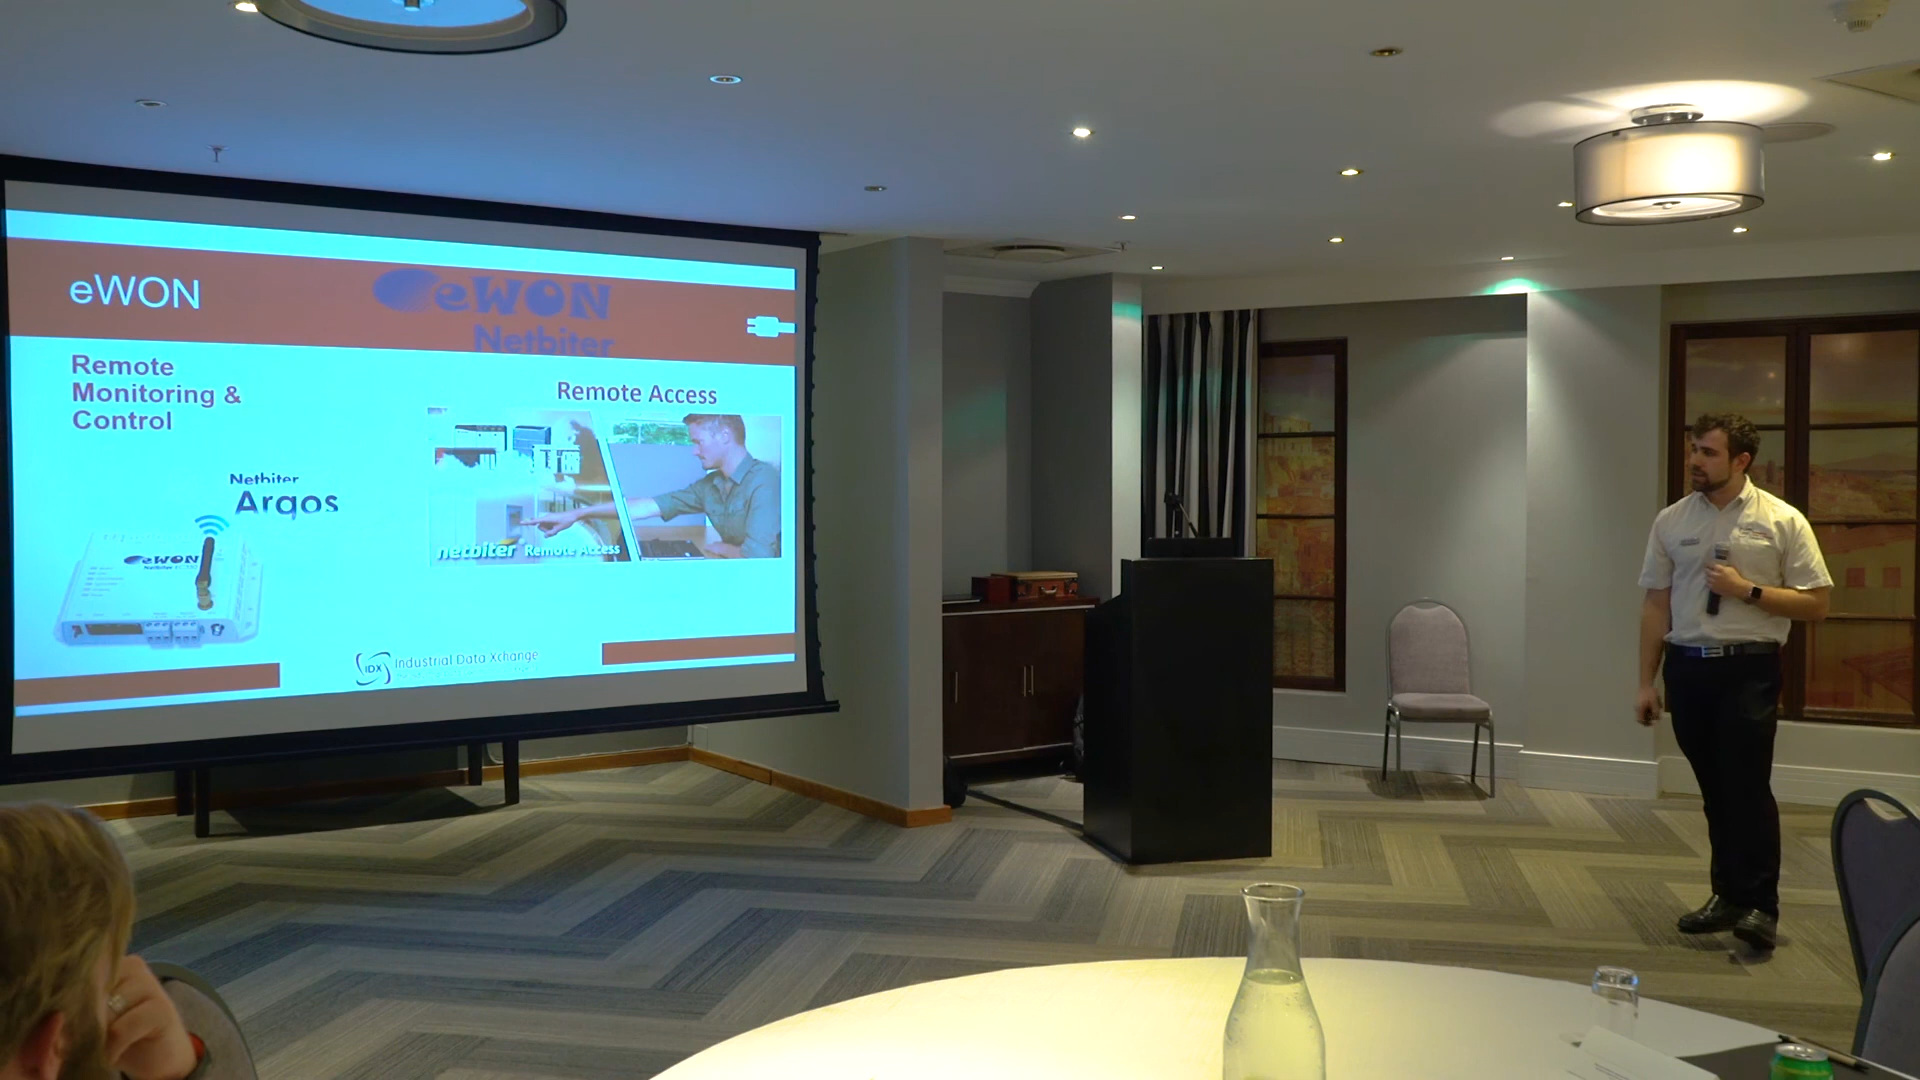 eWON
eWON
Netbiter
Remote
Monitoring &
Control
Remote Access
Netbiter
Argos
eWON
netbiter Remote Access
IDX Industrial Data Xchange